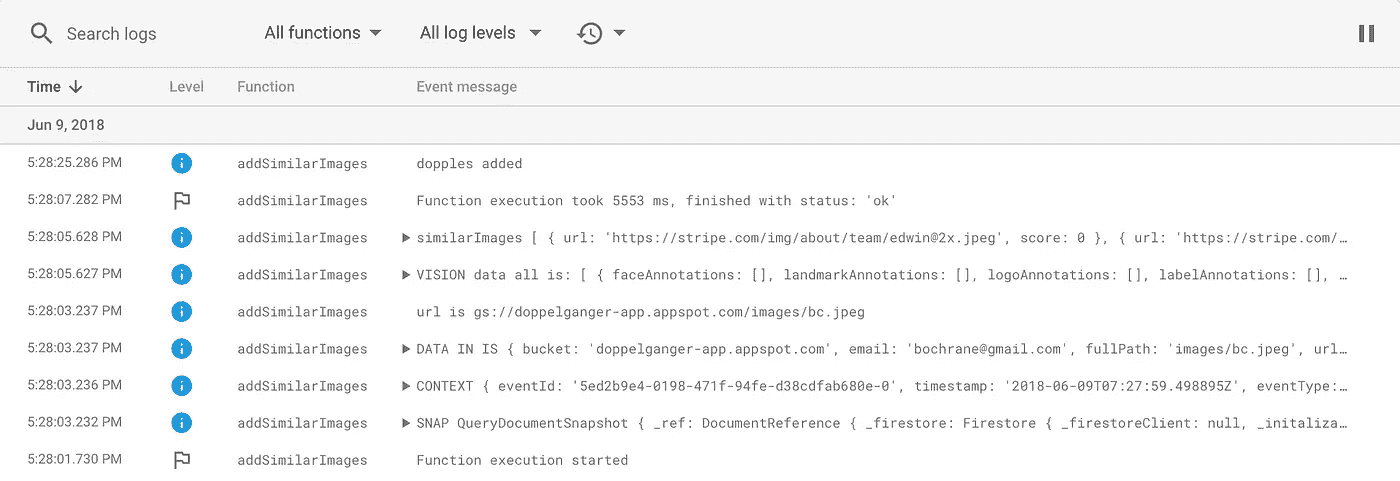 Search logs All functions All log levels
Time Level Function Event message
Jun 9, 2018
5:28:25.286 PM addSimilarImages dopples added
5:28:07.282 PM addSimilarImages Function execution took 5553 ms, finished with status: 'ok'
5:28:05.628 PM addSimilarImages similarImages [ { url: 'https://stripe.com/img/about/team/edwin@2x.jpeg', score: 0 }, { url: 'https://stripe.com/…
5:28:05.627 PM addSimilarImages VISION data all is: [ { faceAnnotations: [], landmarkAnnotations: [], logoAnnotations: [], labelAnnotations: [], …
5:28:03.237 PM addSimilarImages url is gs://doppelganger-app.appspot.com/images/bc.jpeg
5:28:03.237 PM addSimilarImages DATA IN IS { bucket: 'doppelganger-app.appspot.com', email: 'bochrane@gmail.com', fullPath: 'images/bc.jpeg', url…
5:28:03.236 PM addSimilarImages CONTEXT { eventId: '5ed2b9e4-0198-471f-94fe-d38cdfab680e-0', timestamp: '2018-06-09T07:27:59.498895Z', eventType:…
5:28:03.232 PM addSimilarImages SNAP QueryDocumentSnapshot { _ref: DocumentReference { _firestore: Firestore { _firestoreClient: null, _initaliza…
5:28:01.730 PM addSimilarImages Function execution started